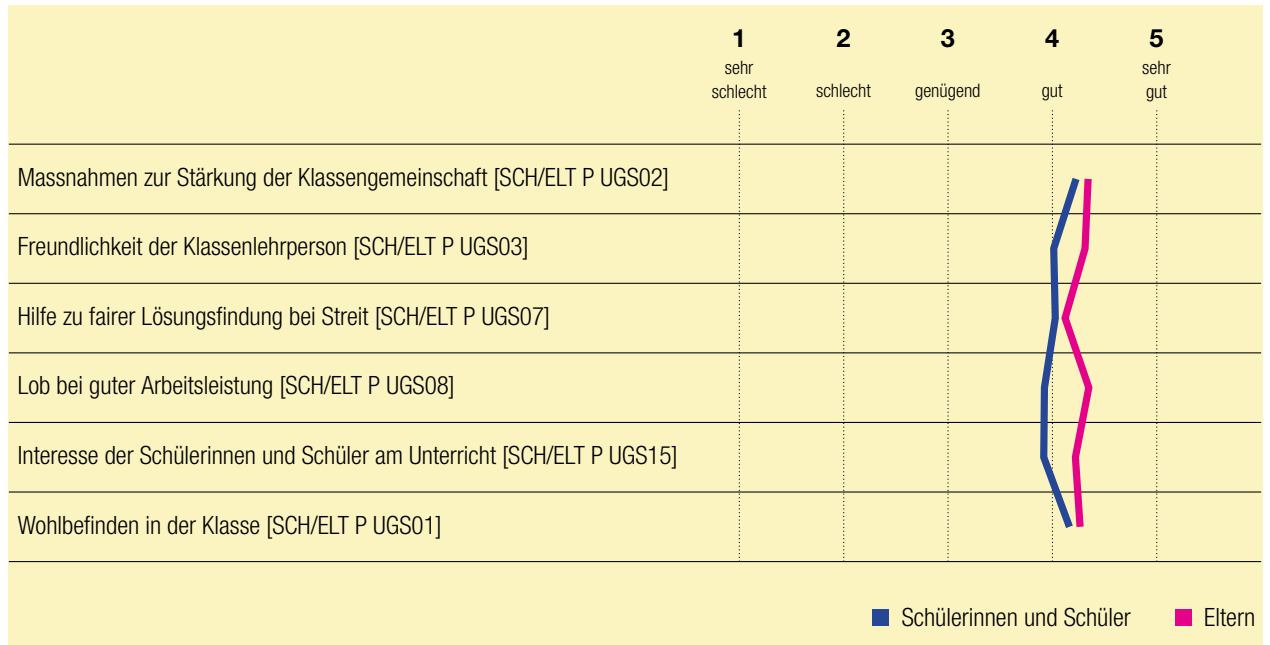 1 2 3 4 5
sehr schlecht schlecht genügend gut sehr gut
Massnahmen zur Stärkung der Klassengemeinschaft [SCH/ELT P UGS02]
Freundlichkeit der Klassenlehrperson [SCH/ELT P UGS03]
Hilfe zu fairer Lösungsfindung bei Streit [SCH/ELT P UGS07]
Lob bei guter Arbeitsleistung [SCH/ELT P UGS08]
Interesse der Schülerinnen und Schüler am Unterricht [SCH/ELT P UGS15]
Wohlbefinden in der Klasse [SCH/ELT P UGS01]
Schülerinnen und Schüler Eltern